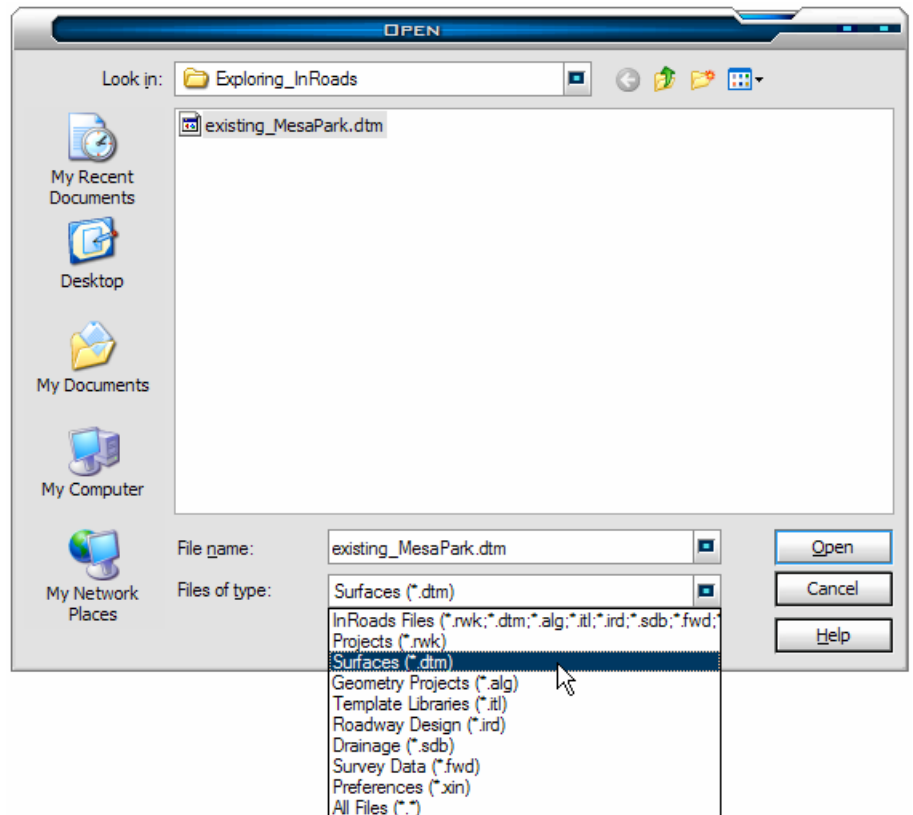 OPEN
Look in: Exploring_InRoads
existing_MesaPark.dtm
My Recent
Documents
Desktop
My Documents
My Computer
My Network
Places
File name: existing_MesaPark.dtm Open
Files of type: Surfaces (*.dtm) Cancel
Help
InRoads Files (*.rwk;*.dtm;*.alg;*.itl;*.ird;*.sdb;*.fwd;*
Projects (*.rwk)
Surfaces (*.dtm)
Geometry Projects (*.alg)
Template Libraries (*.itl)
Roadway Design (*.ird)
Drainage (*.sdb)
Survey Data (*.fwd)
Preferences (*.xin)
All Files (*.*)